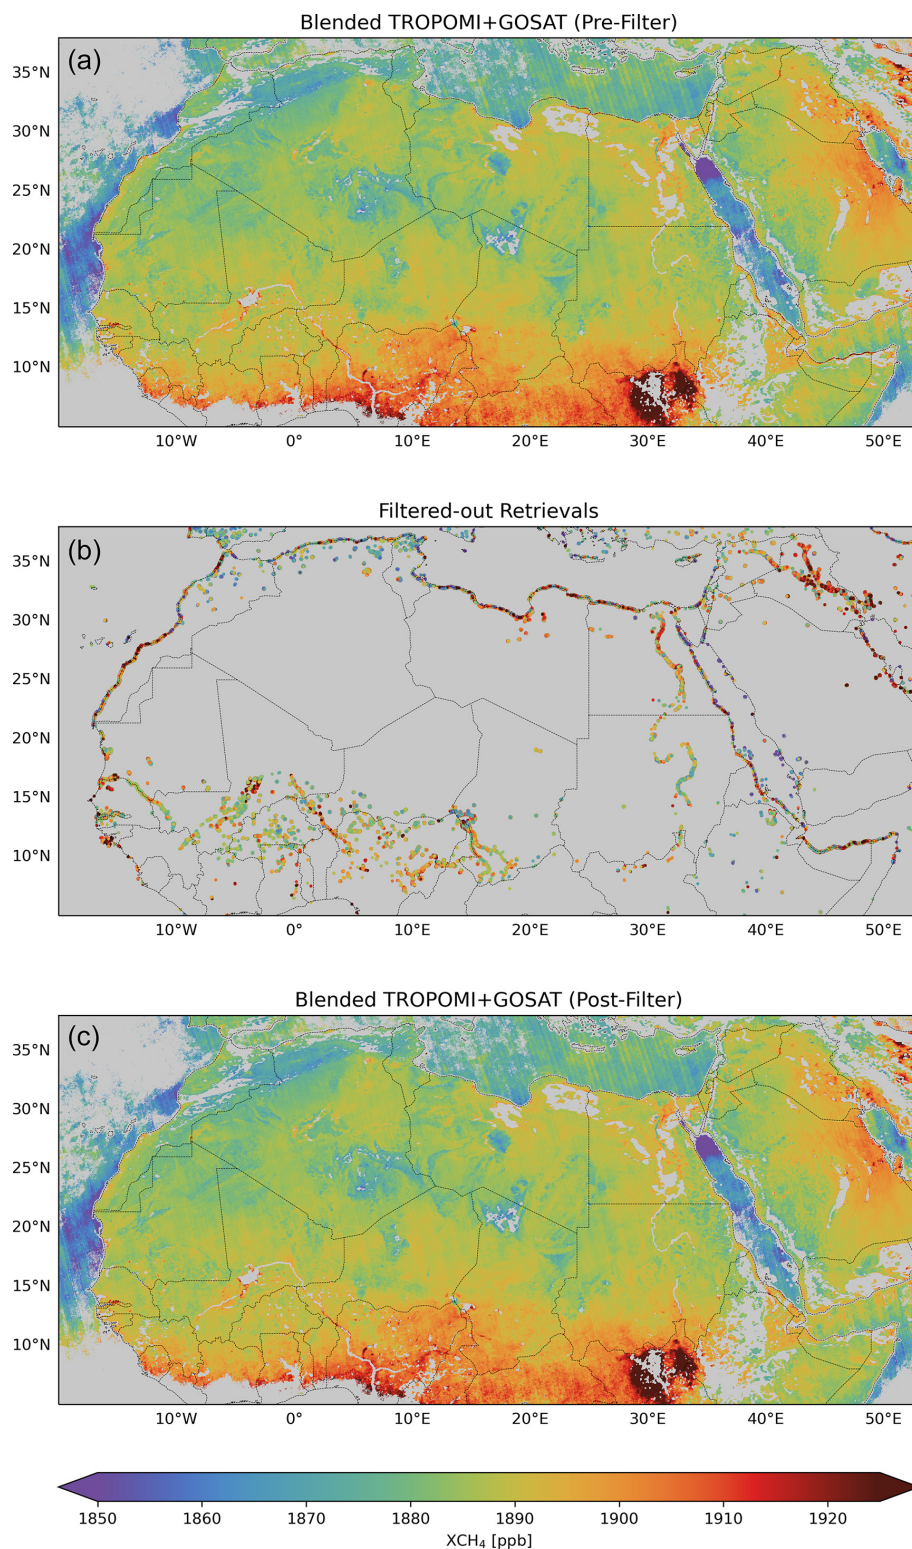 Blended TROPOMI+GOSAT (Pre-Filter)
(a)
35°N
30°N
25°N
20°N
15°N
10°N
10°W 0° 10°E 20°E 30°E 40°E 50°E
Filtered-out Retrievals
(b)
35°N
30°N
25°N
20°N
15°N
10°N
10°W 0° 10°E 20°E 30°E 40°E 50°E
Blended TROPOMI+GOSAT (Post-Filter)
(c)
35°N
30°N
25°N
20°N
15°N
10°N
10°W 0° 10°E 20°E 30°E 40°E 50°E
1850 1860 1870 1880 1890 1900 1910 1920
XCH₄ [ppb]